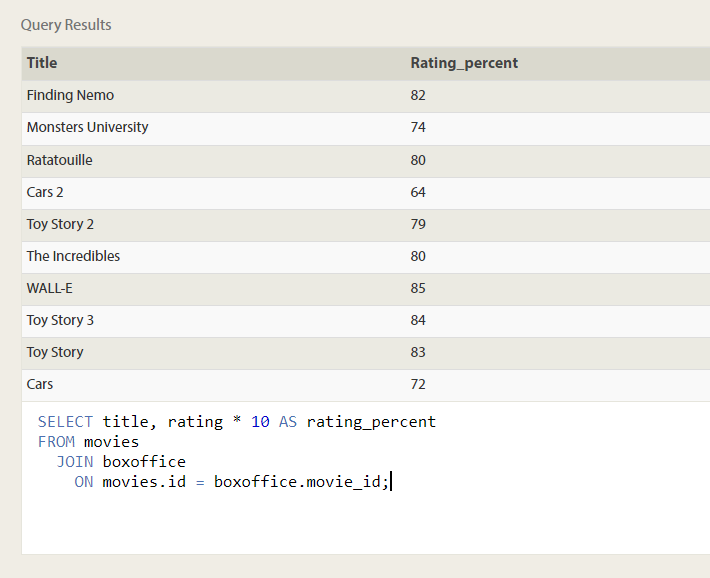 Query Results
Title Rating_percent
Finding Nemo 82
Monsters University 74
Ratatouille 80
Cars 2 64
Toy Story 2 79
The Incredibles 80
WALL-E 85
Toy Story 3 84
Toy Story 83
Cars 72
SELECT title, rating * 10 AS rating_percent
FROM movies
  JOIN boxoffice
    ON movies.id = boxoffice.movie_id;